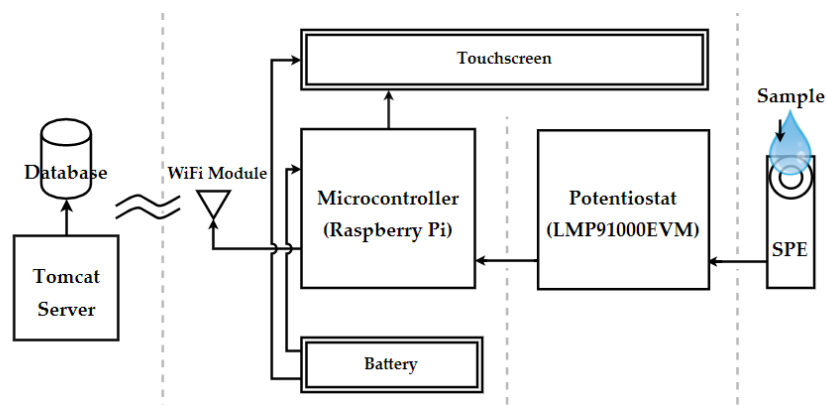 Touchscreen
Sample
Database
WiFi Module
Microcontroller
(Raspberry Pi)
Potentiostat
(LMP91000EVM)
SPE
Tomcat
Server
Battery